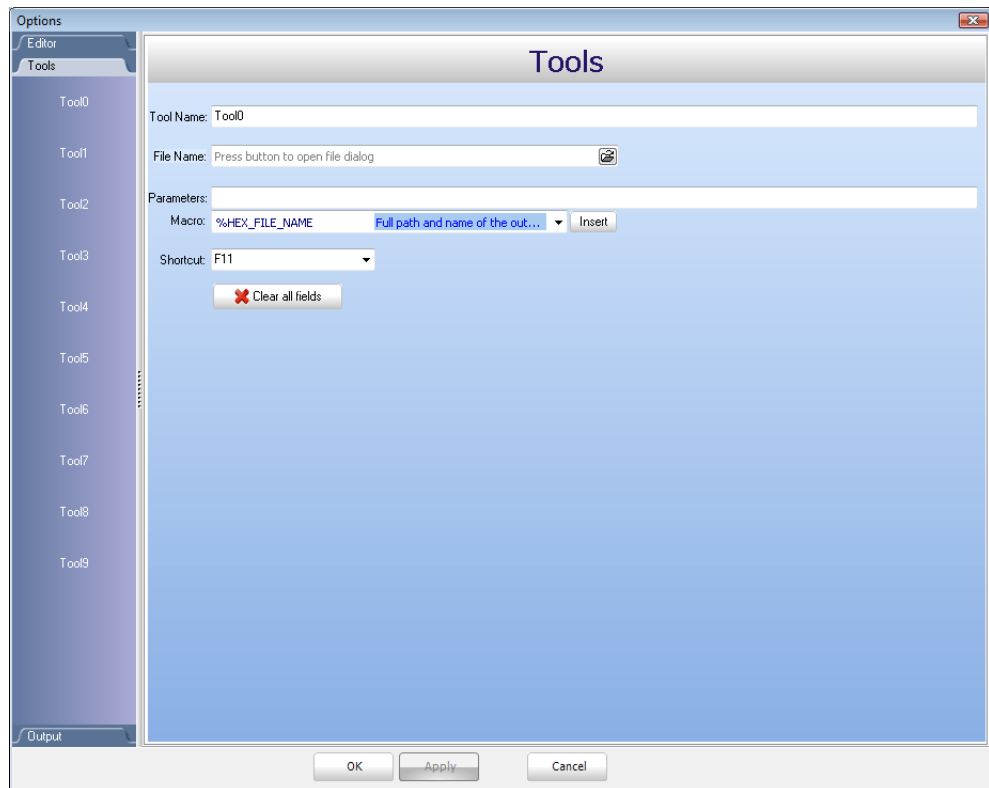 Options
Editor
Tools
Tools
Tool0
Tool Name: Tool0
Tool1
File Name: Press button to open file dialog
Tool2
Parameters:
Macro: %HEX_FILE_NAME Full path and name of the out... Insert
Tool3
Shortcut: F11
Clear all fields
Tool4
Tool5
Tool6
Tool7
Tool8
Tool9
Output
OK Apply Cancel